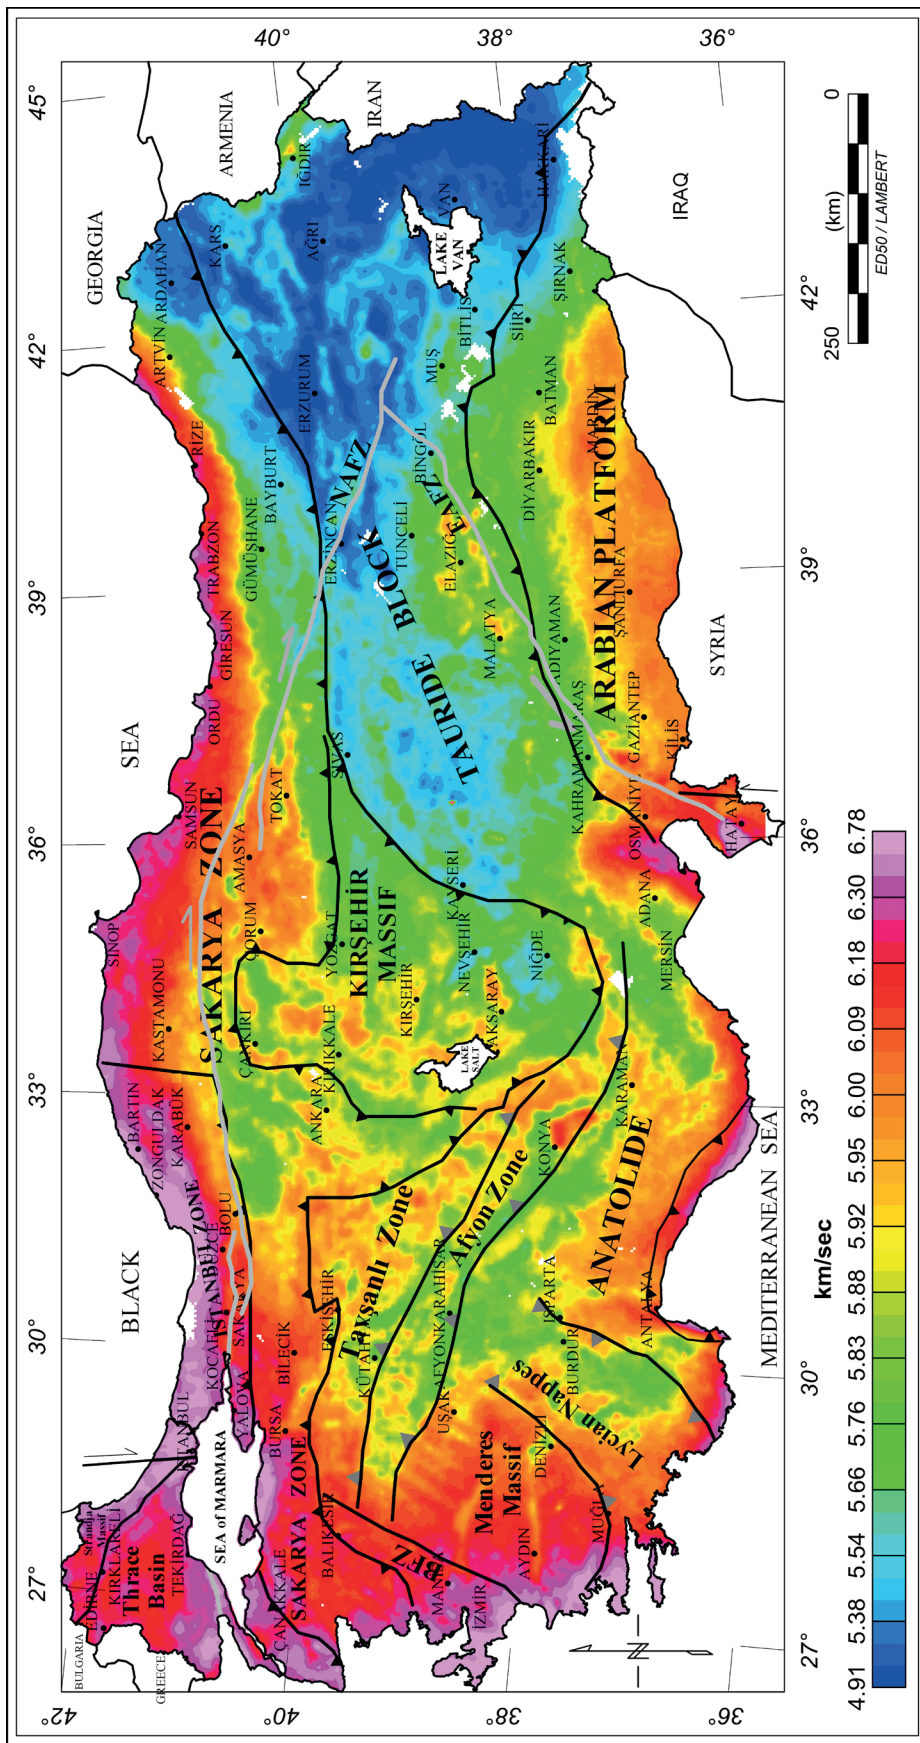 42°
40°
38°
36°
45°
42°
39°
36°
33°
30°
27°
BULGARIA
GREECE
BLACK
SEA
GEORGIA
ARMENIA
IRAN
IRAQ
SYRIA
MEDITERRANEAN SEA
SEA of MARMARA
LAKE
SALT
LAKE
VAN
Strandja
Massif
Thrace
Basin
İSTANBUL ZONE
SAKARYA ZONE
SAKARYA
ZONE
KIRŞEHİR
MASSIF
TAURIDE
BLOCK
NAFZ
EAFZ
ARABIAN PLATFORM
ANATOLIDE
Tavşanlı Zone
Afyon Zone
Menderes
Massif
Lycian Nappes
BFZ
EDİRNE
KIRKLARELİ
TEKİRDAĞ
İSTANBUL
ÇANAKKALE
BALIKESİR
BURSA
YALOVA
KOCAELİ
SAKARYA
DÜZCE
BOLU
BİLECİK
ESKİŞEHİR
KÜTAHYA
MANİSA
İZMİR
AYDIN
MUĞLA
DENİZLİ
UŞAK
AFYONKARAHİSAR
BURDUR
ISPARTA
ANTALYA
KONYA
KARAMAN
ZONGULDAK
BARTIN
KARABÜK
KASTAMONU
SİNOP
ÇANKIRI
ANKARA
KIRIKKALE
KIRŞEHİR
AKSARAY
NEVŞEHİR
NİĞDE
KAYSERİ
YOZGAT
ÇORUM
AMASYA
SAMSUN
TOKAT
SİVAS
ORDU
GİRESUN
TRABZON
GÜMÜŞHANE
BAYBURT
RİZE
ARTVİN
ARDAHAN
KARS
IĞDIR
AĞRI
ERZURUM
ERZİNCAN
TUNCELİ
BİNGÖL
MUŞ
BİTLİS
VAN
HAKKARİ
ŞIRNAK
SİİRT
BATMAN
MARDİN
DİYARBAKIR
ELAZIĞ
MALATYA
ADIYAMAN
ŞANLIURFA
KAHRAMANMARAŞ
GAZİANTEP
KİLİS
OSMANİYE
HATAY
ADANA
MERSİN
27°
30°
33°
36°
39°
42°
42°
40°
38°
36°
N
km/sec
4.91 5.38 5.54 5.66 5.76 5.83 5.88 5.92 5.95 6.00 6.09 6.18 6.30 6.78
250 (km) 0
ED50 / LAMBERT